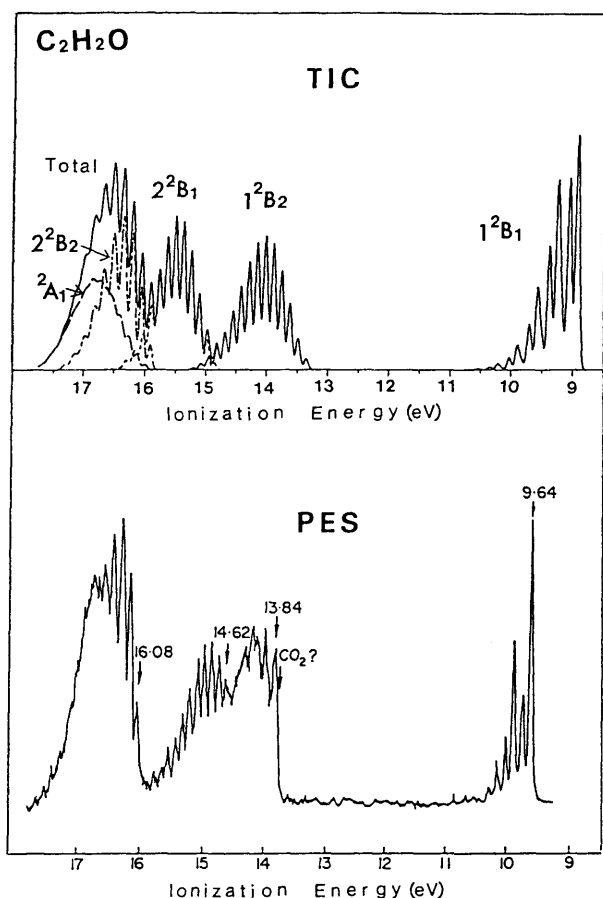 C₂H₂O
TIC
Total
2²B₂
²A₁
2²B₁
1²B₂
1²B₁
17 16 15 14 13 12 11 10 9
Ionization Energy (eV)
PES
9·64
16·08
14·62
13·84
CO₂?
17 16 15 14 13 12 11 10 9
Ionization Energy (eV)